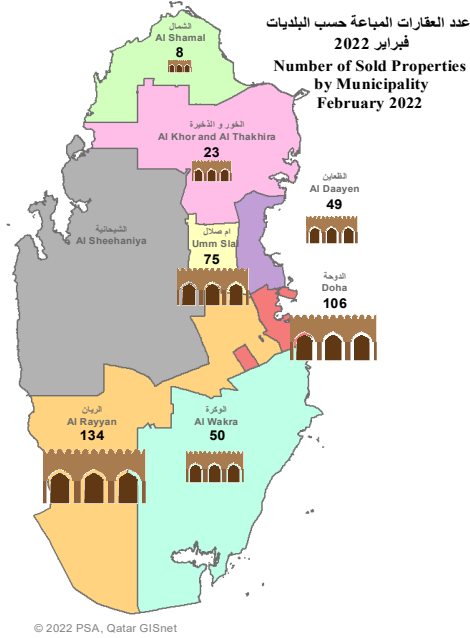 عدد العقارات المباعة حسب البلديات
فبراير 2022
Number of Sold Properties
by Municipality
February 2022
الشمال
Al Shamal
8
الخور و الذخيرة
Al Khor and Al Thakhira
23
الظعاين
Al Daayen
49
الشيحانية
Al Sheehaniya
ام صلال
Umm Slal
75
الدوحة
Doha
106
الريان
Al Rayyan
134
الوكرة
Al Wakra
50
© 2022 PSA, Qatar GISnet